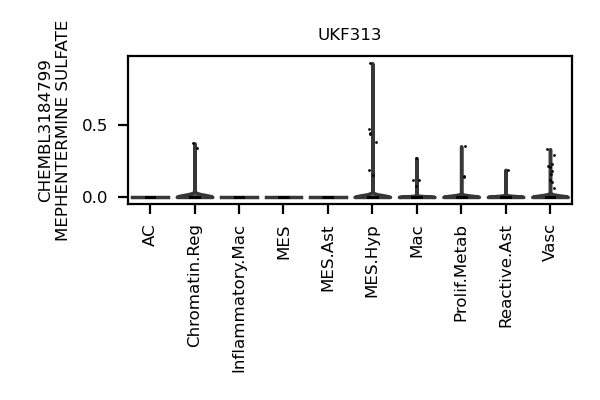 UKF313
CHEMBL3184799
MEPHENTERMINE SULFATE
0.5
0.0
AC
Chromatin.Reg
Inflammatory.Mac
MES
MES.Ast
MES.Hyp
Mac
Prolif.Metab
Reactive.Ast
Vasc